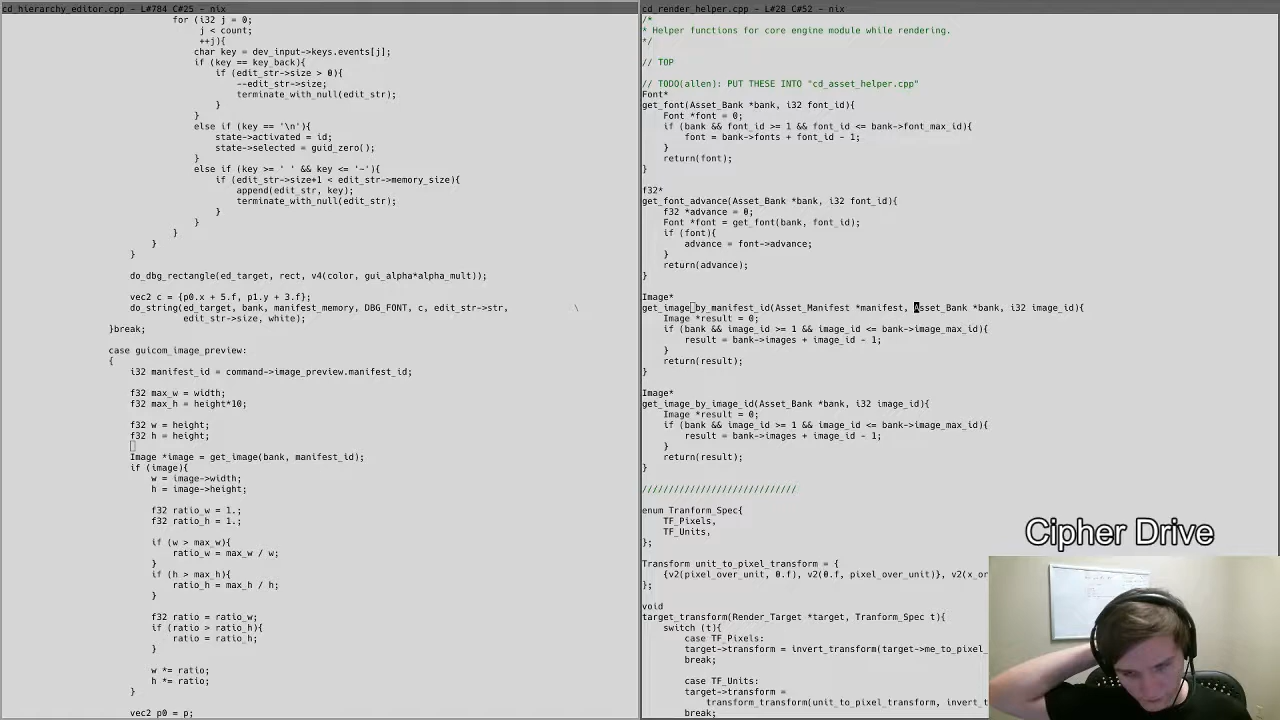 cd_hierarchy_editor.cpp - L#784 C#25 - nix
for (i32 j = 0;
j < count;
++j){
char key = dev_input->keys.events[j];
if (key == key_back){
if (edit_str->size > 0){
--edit_str->size;
terminate_with_null(edit_str);
}
}
else if (key == '\n'){
state->activated = id;
state->selected = guid_zero();
}
else if (key >= ' ' && key <= '~'){
if (edit_str->size+1 < edit_str->memory_size){
append(edit_str, key);
terminate_with_null(edit_str);
}
}
}
}
}
do_dbg_rectangle(ed_target, rect, v4(color, gui_alpha*alpha_mult));
vec2 c = {p0.x + 5.f, p1.y + 3.f};
do_string(ed_target, bank, manifest_memory, DBG_FONT, c, edit_str->str, \
edit_str->size, white);
}break;
case guicom_image_preview:
{
i32 manifest_id = command->image_preview.manifest_id;
f32 max_w = width;
f32 max_h = height*10;
f32 w = height;
f32 h = height;
Image *image = get_image(bank, manifest_id);
if (image){
w = image->width;
h = image->height;
f32 ratio_w = 1.;
f32 ratio_h = 1.;
if (w > max_w){
ratio_w = max_w / w;
}
if (h > max_h){
ratio_h = max_h / h;
}
f32 ratio = ratio_w;
if (ratio > ratio_h){
ratio = ratio_h;
}
w *= ratio;
h *= ratio;
}
vec2 p0 = p;
cd_render_helper.cpp - L#28 C#52 - nix
/*
* Helper functions for core engine module while rendering.
*/
// TOP
// TODO(allen): PUT THESE INTO "cd_asset_helper.cpp"
Font*
get_font(Asset_Bank *bank, i32 font_id){
Font *font = 0;
if (bank && font_id >= 1 && font_id <= bank->font_max_id){
font = bank->fonts + font_id - 1;
}
return(font);
}
f32*
get_font_advance(Asset_Bank *bank, i32 font_id){
f32 *advance = 0;
Font *font = get_font(bank, font_id);
if (font){
advance = font->advance;
}
return(advance);
}
Image*
get_image_by_manifest_id(Asset_Manifest *manifest, Asset_Bank *bank, i32 image_id){
Image *result = 0;
if (bank && image_id >= 1 && image_id <= bank->image_max_id){
result = bank->images + image_id - 1;
}
return(result);
}
Image*
get_image_by_image_id(Asset_Bank *bank, i32 image_id){
Image *result = 0;
if (bank && image_id >= 1 && image_id <= bank->image_max_id){
result = bank->images + image_id - 1;
}
return(result);
}
/////////////////////////////
enum Tranform_Spec{
TF_Pixels,
TF_Units,
};
Transform unit_to_pixel_transform = {
{v2(pixel_over_unit, 0.f), v2(0.f, pixel_over_unit)}, v2(x_or
};
void
target_transform(Render_Target *target, Tranform_Spec t){
switch (t){
case TF_Pixels:
target->transform = invert_transform(target->me_to_pixel_
break;
case TF_Units:
target->transform =
transform_transform(unit_to_pixel_transform, invert_t
break;
Cipher Drive